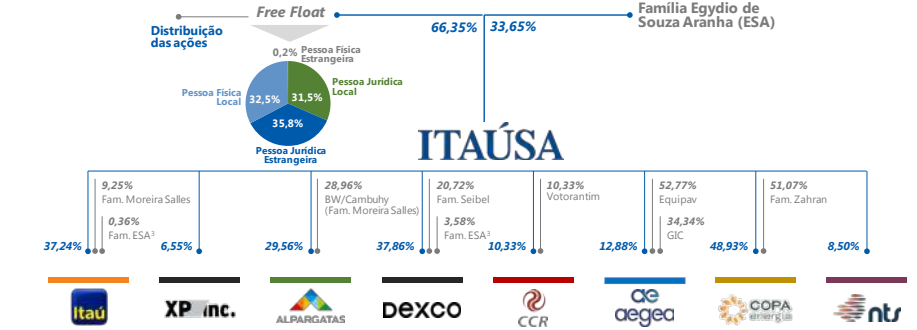 Free Float
66,35% 33,65%
Família Egydio de
Souza Aranha (ESA)
Distribuição
das ações
0,2% Pessoa Física
Estrangeira
Pessoa Física
Local
32,5%
31,5%
Pessoa Jurídica
Local
35,8%
Pessoa Jurídica
Estrangeira
ITAÚSA
9,25%
Fam. Moreira Salles
0,36%
Fam. ESA³
28,96%
BW/Cambuhy
(Fam. Moreira Salles)
20,72%
Fam. Seibel
3,58%
Fam. ESA³
10,33%
Votorantim
52,77%
Equipav
34,34%
GIC
51,07%
Fam. Zahran
37,24% 6,55% 29,56% 37,86% 10,33% 12,88% 48,93% 8,50%
Itaú
XP inc.
ALPARGATAS
Dexco
CCR
ae
aegea
COPA
energia
nts